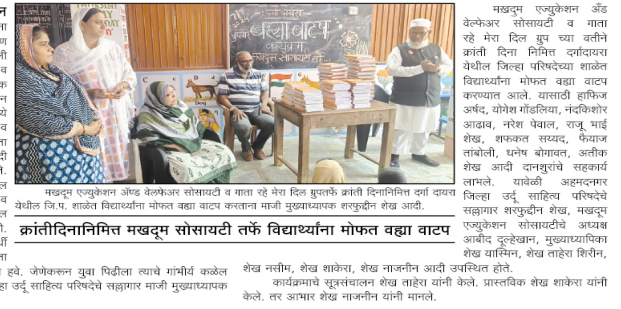 वह्या वाटप
मखदुम एज्युकेशन ॲण्ड वेलफेअर सोसायटी व गाता रहे मेरा दिल ग्रुपतर्फे क्रांती दिनानिमित्त दर्गा दायरा
येथील जि.प. शाळेत विद्यार्थ्यांना मोफत वह्या वाटप करताना माजी मुख्याध्यापक शरफुद्दीन शेख आदी.
क्रांतीदिनानिमित्त मखदूम सोसायटी तर्फे विद्यार्थ्यांना मोफत वह्या वाटप
हवे. जेणेकरून युवा पिढीला त्याचे गांभीर्य कळेल
उर्दू साहित्य परिषदेचे सल्लागार माजी मुख्याध्यापक
मखदुम एज्युकेशन अँड
वेल्फेअर सोसायटी व गाता
रहे मेरा दिल ग्रुप च्या वतीने
क्रांती दिना निमित्त दर्गादायरा
येथील जिल्हा परिषदेच्या शाळेत
विद्यार्थ्यांना मोफत वह्या वाटप
करण्यात आले. यासाठी हाफिज
अर्षद, योगेश गोंडलिया, नंदकिशोर
आढाव, नरेश पेवाल, राजू भाई
शेख, शफकत सय्यद, फैयाज
तांबोली, धनेष बोगावत, अतीक
शेख आदी दानशुरांचे सहकार्य
लाभले. यावेळी अहमदनगर
जिल्हा उर्दू साहित्य परिषदेचे
सल्लागार शरफुद्दीन शेख, मखदूम
एज्युकेशन सोसायटीचे अध्यक्ष
आबीद दूल्हेखान, मुख्याध्यापिका
शेख यास्मिन, शेख ताहेरा शिरीन,
शेख नसीम, शेख शाकेरा, शेख नाजनीन आदी उपस्थित होते.
कार्यक्रमाचे सूत्रसंचालन शेख ताहेरा यांनी केले. प्रास्तविक शेख शाकेरा यांनी
केले. तर आभार शेख नाजनीन यांनी मानले.